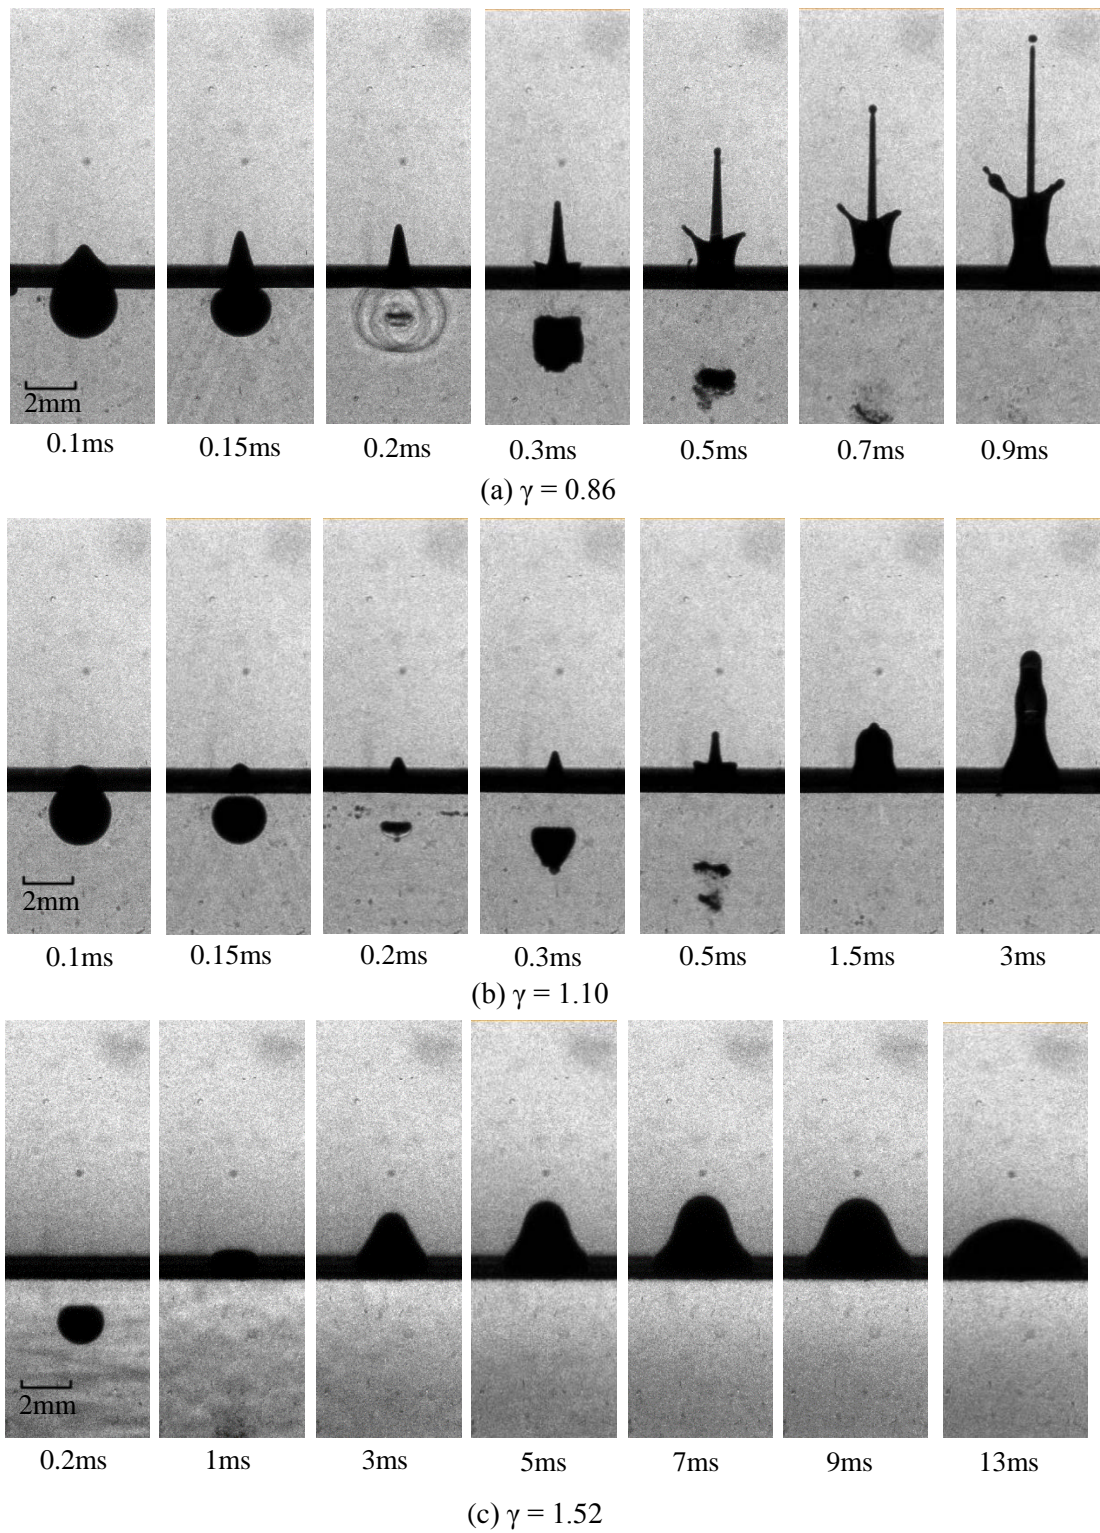 2mm
0.1ms 0.15ms 0.2ms 0.3ms 0.5ms 0.7ms 0.9ms
(a) γ = 0.86
2mm
0.1ms 0.15ms 0.2ms 0.3ms 0.5ms 1.5ms 3ms
(b) γ = 1.10
2mm
0.2ms 1ms 3ms 5ms 7ms 9ms 13ms
(c) γ = 1.52